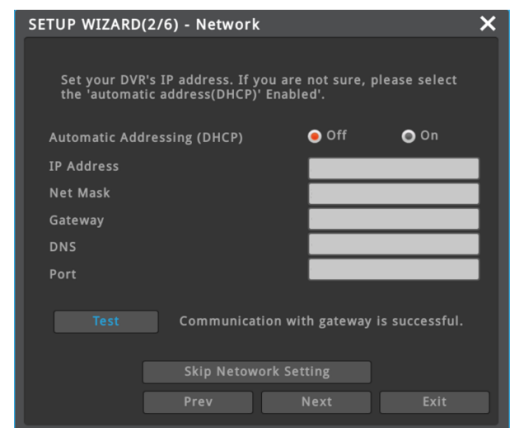 SETUP WIZARD(2/6) - Network
Set your DVR's IP address. If you are not sure, please select
the 'automatic address(DHCP)' Enabled'.
Automatic Addressing (DHCP) Off On
IP Address
Net Mask
Gateway
DNS
Port
Test Communication with gateway is successful.
Skip Netowork Setting
Prev Next Exit